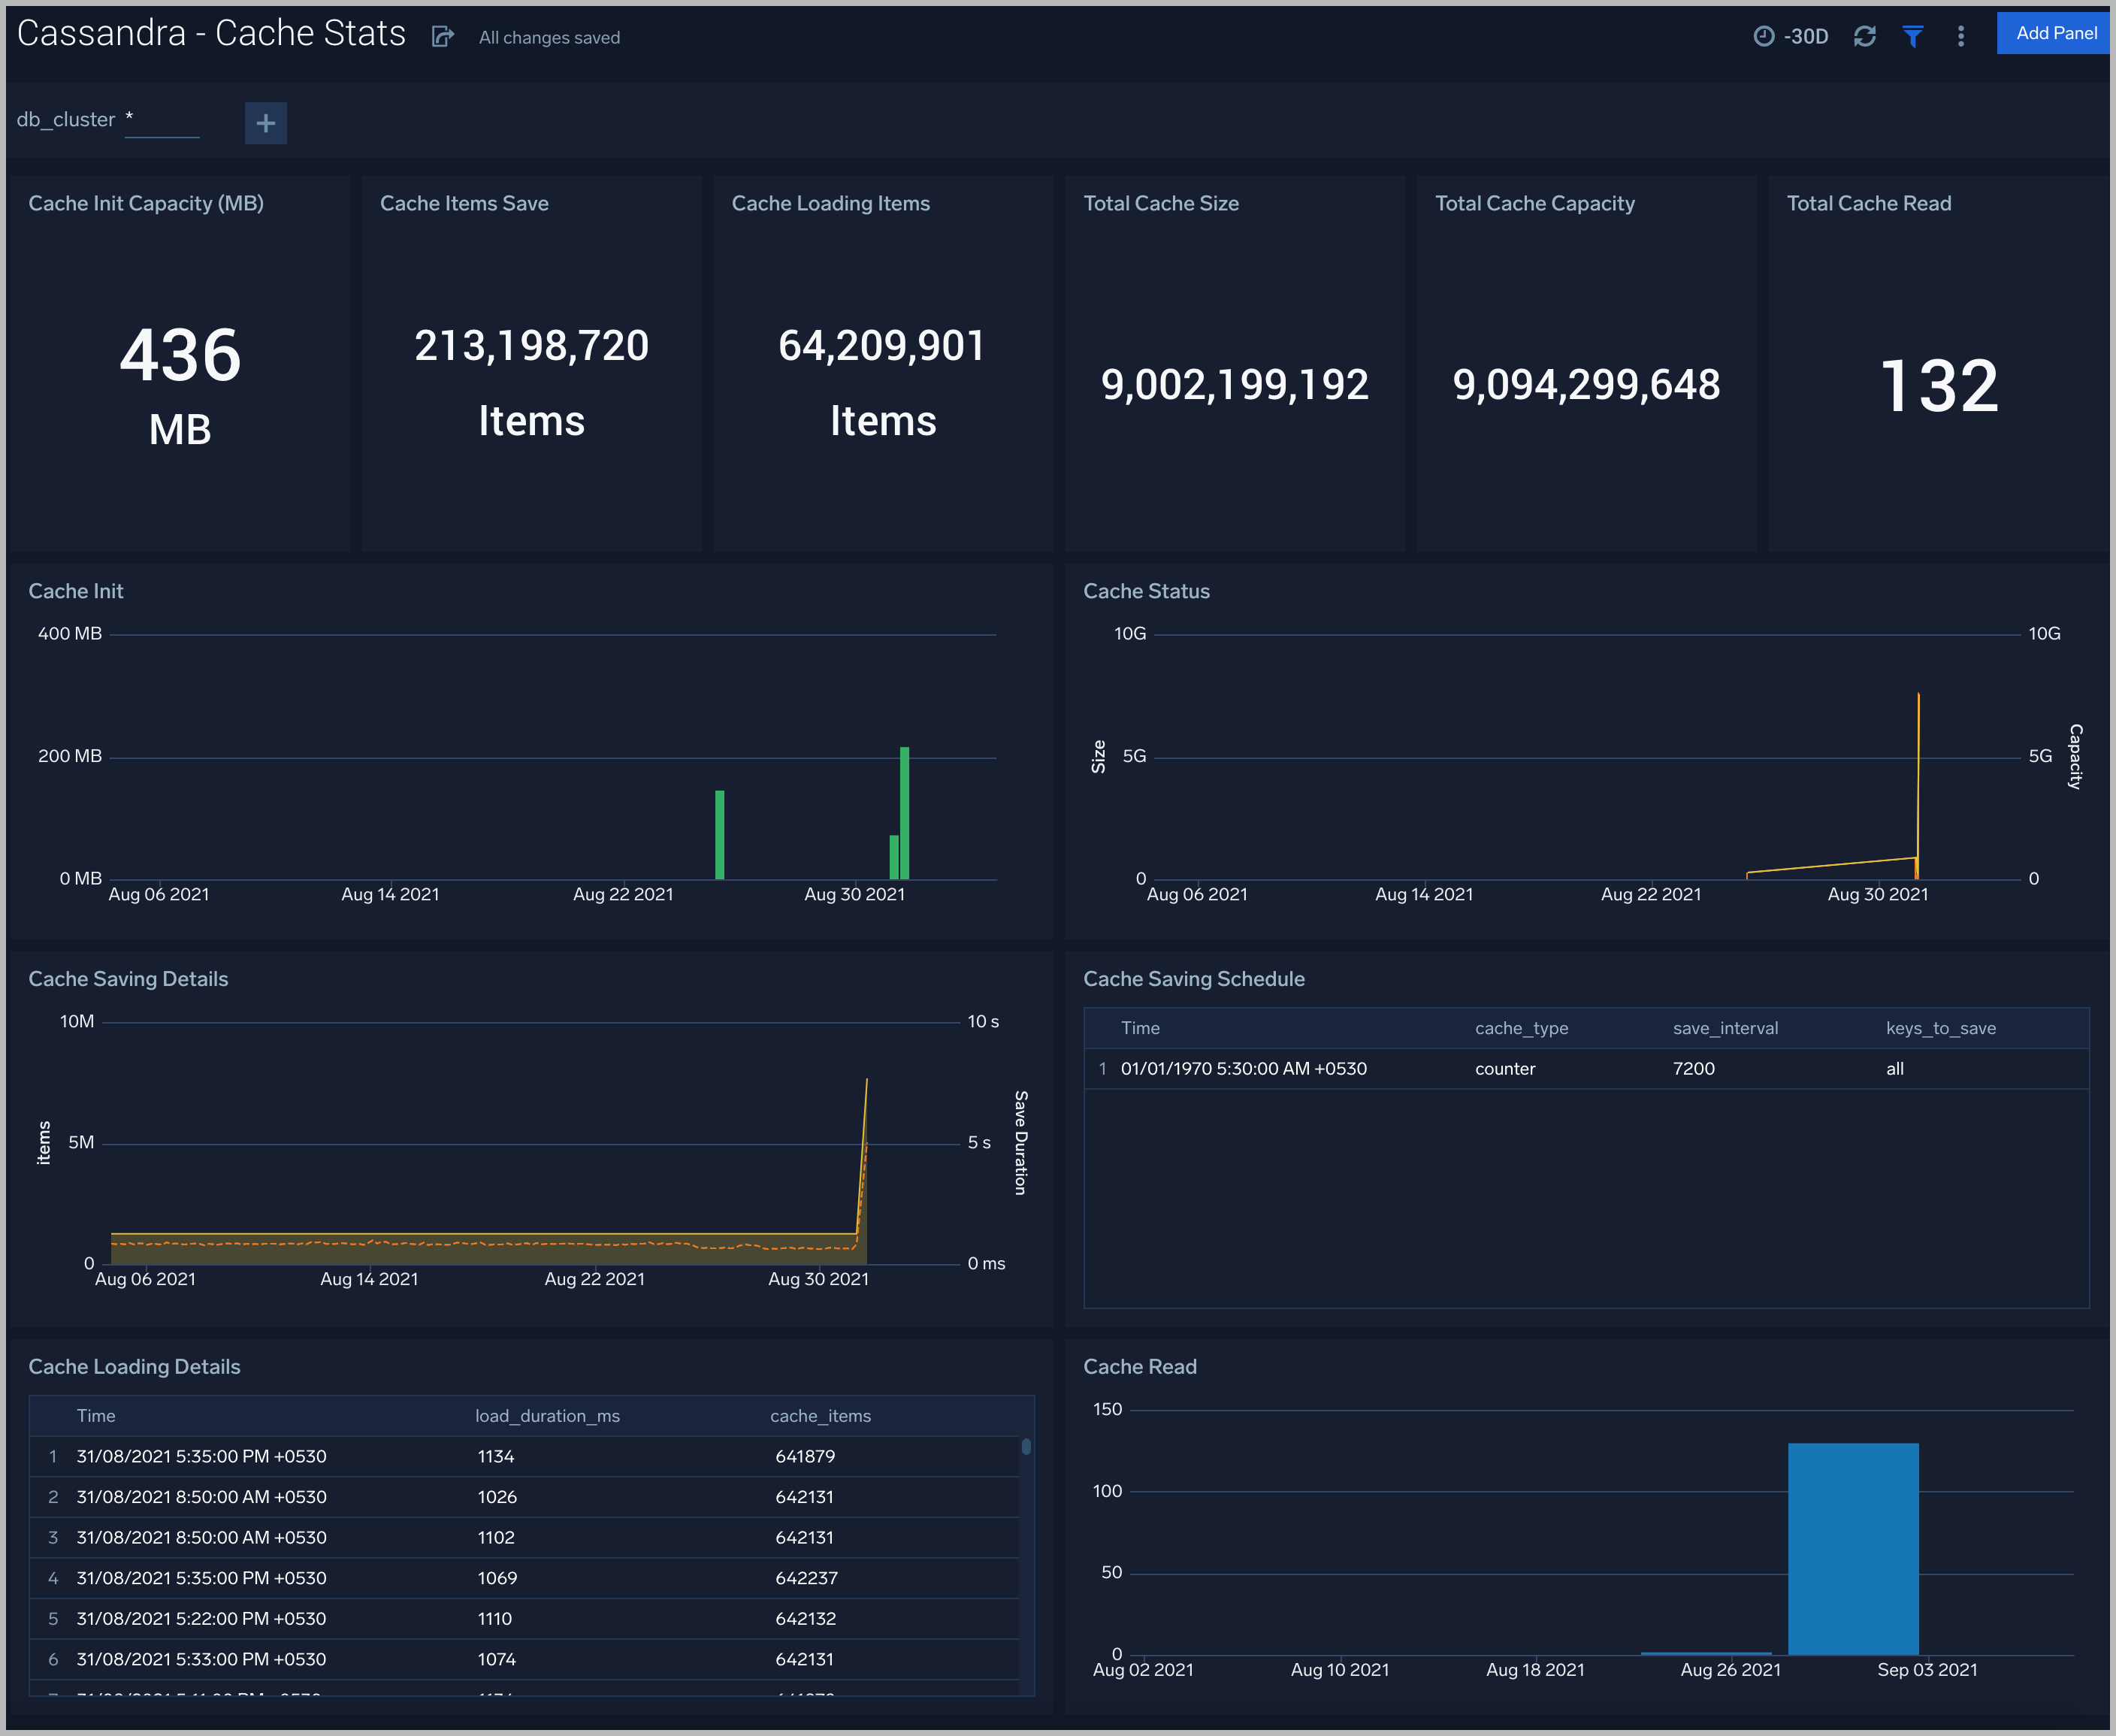 Cassandra - Cache Stats
All changes saved
-30D
Add Panel
db_cluster *
Cache Init Capacity (MB)
436
MB
Cache Items Save
213,198,720
Items
Cache Loading Items
64,209,901
Items
Total Cache Size
9,002,199,192
Total Cache Capacity
9,094,299,648
Total Cache Read
132
Cache Init
400 MB
200 MB
0 MB
Aug 06 2021 Aug 14 2021 Aug 22 2021 Aug 30 2021
Cache Status
10G 10G
Size 5G 5G Capacity
0 0
Aug 06 2021 Aug 14 2021 Aug 22 2021 Aug 30 2021
Cache Saving Details
10M 10 s
items 5M 5 s Save Duration
0 0 ms
Aug 06 2021 Aug 14 2021 Aug 22 2021 Aug 30 2021
Cache Saving Schedule
Time cache_type save_interval keys_to_save
1 01/01/1970 5:30:00 AM +0530 counter 7200 all
Cache Loading Details
Time load_duration_ms cache_items
1 31/08/2021 5:35:00 PM +0530 1134 641879
2 31/08/2021 8:50:00 AM +0530 1026 642131
3 31/08/2021 8:50:00 AM +0530 1102 642131
4 31/08/2021 5:35:00 PM +0530 1069 642237
5 31/08/2021 5:22:00 PM +0530 1110 642132
6 31/08/2021 5:33:00 PM +0530 1074 642131
Cache Read
150
100
50
0
Aug 02 2021 Aug 10 2021 Aug 18 2021 Aug 26 2021 Sep 03 2021